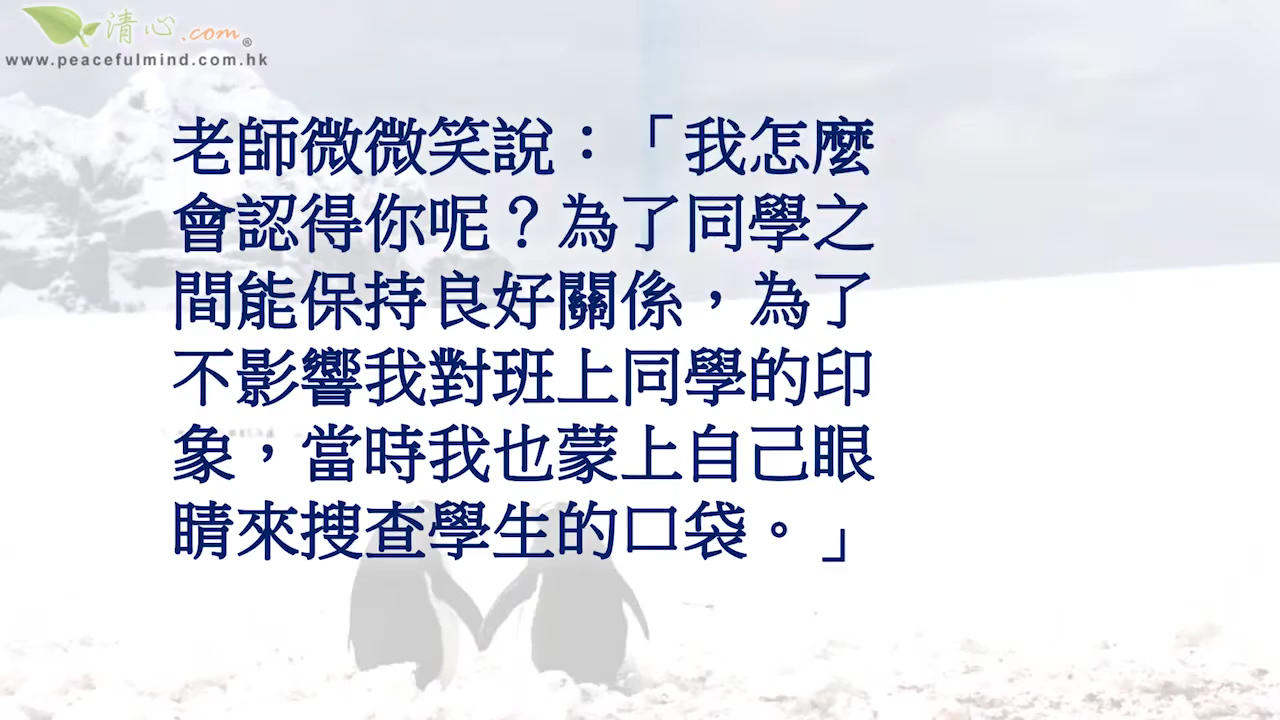 清心.com®
www.peacefulmind.com.hk
老師微微笑說：「我怎麼
會認得你呢？為了同學之
間能保持良好關係，為了
不影響我對班上同學的印
象，當時我也蒙上自己眼
睛來搜查學生的口袋。」